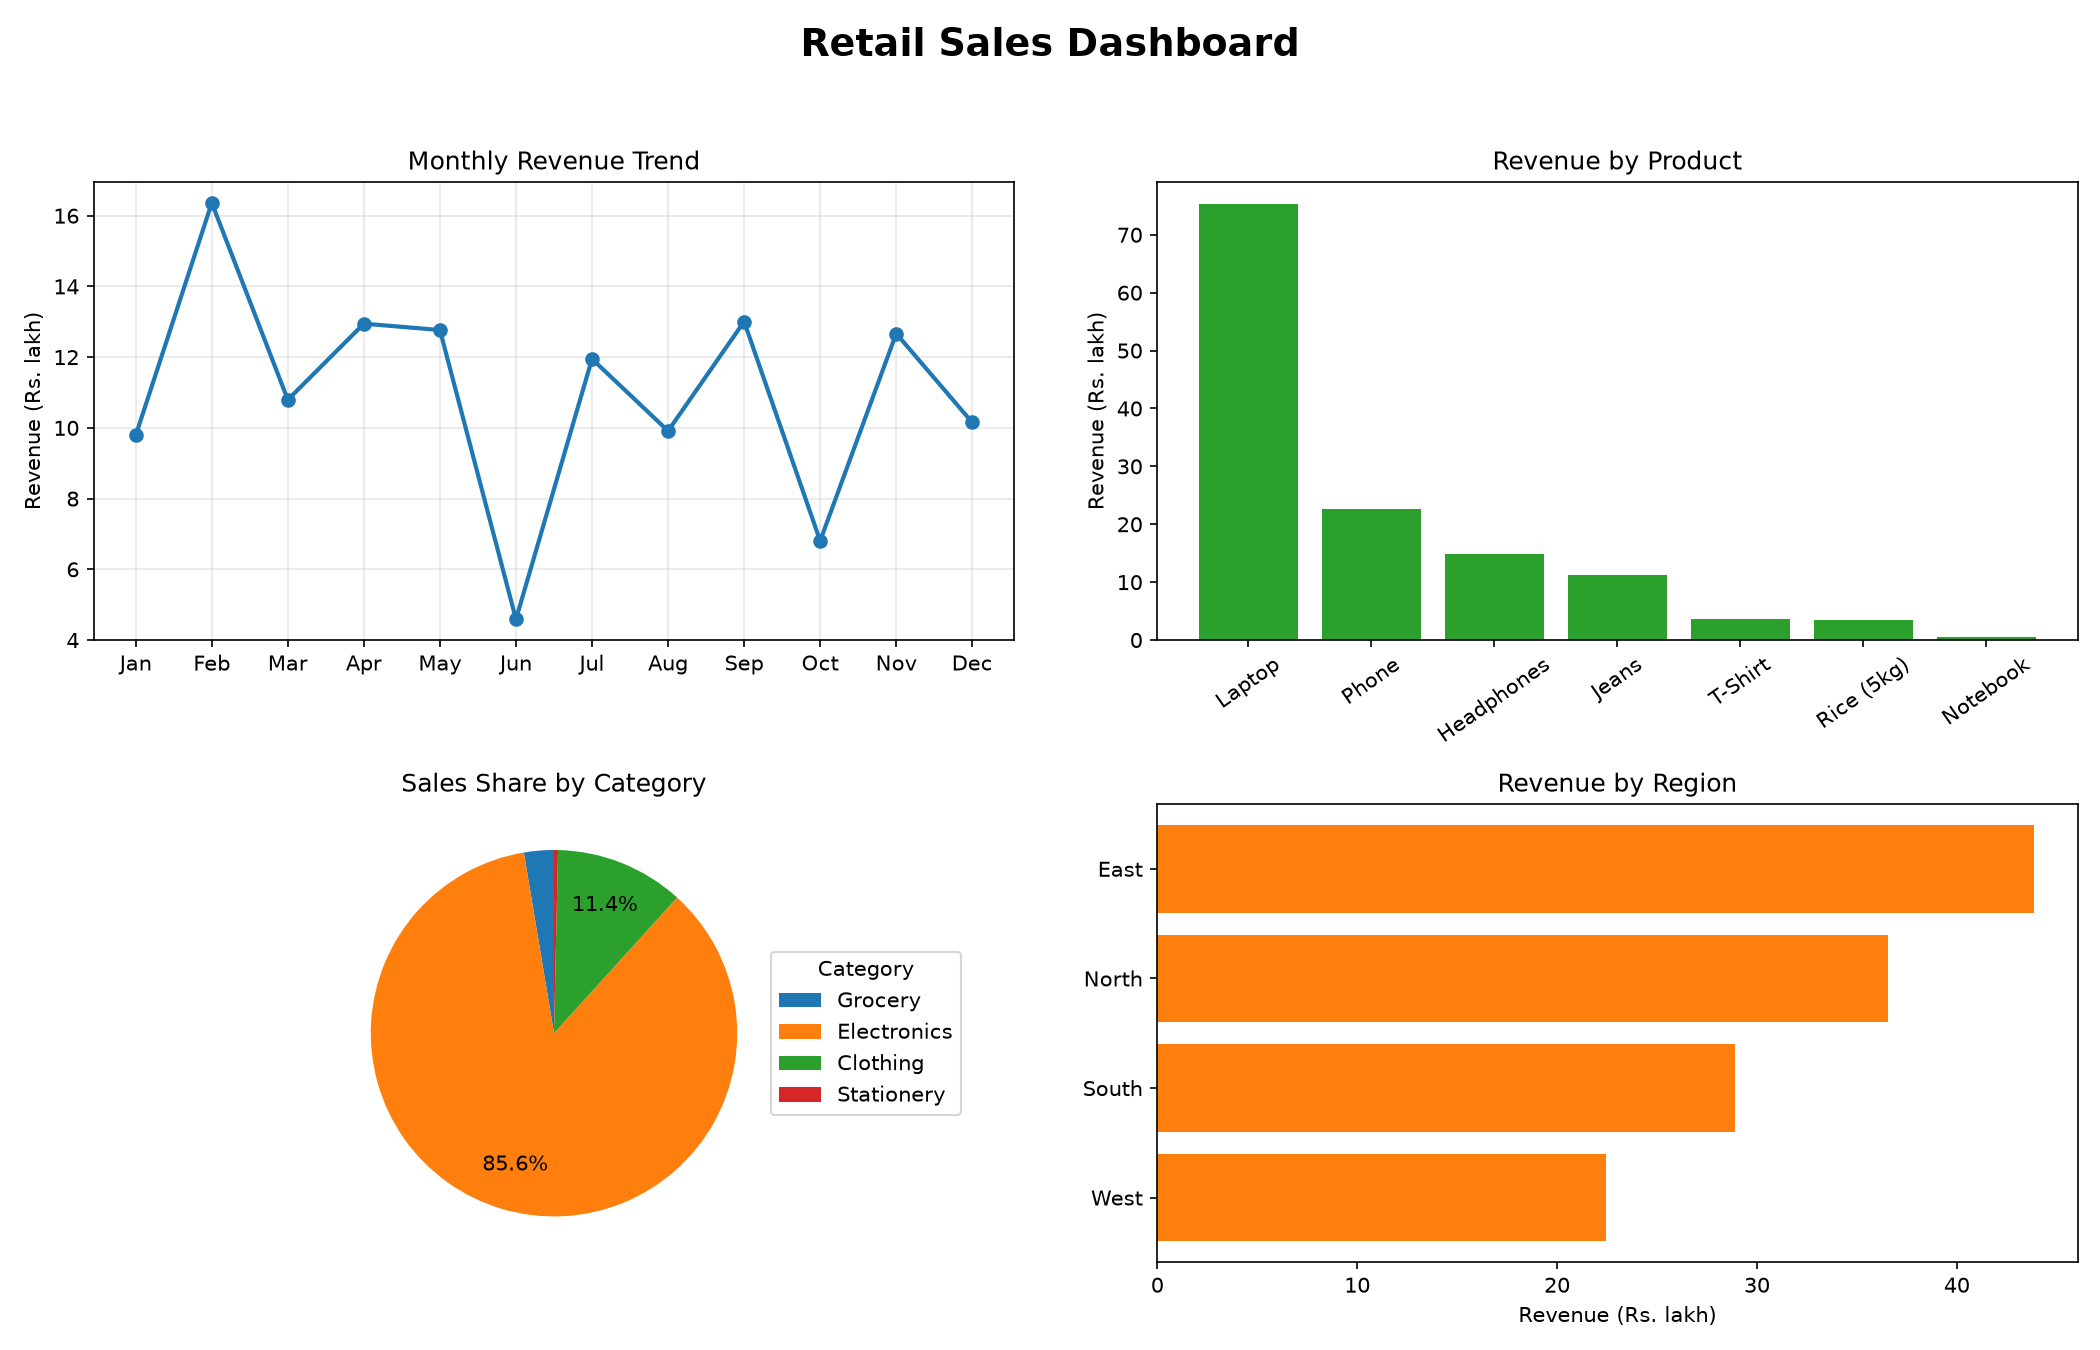 Retail Sales Dashboard
Monthly Revenue Trend
Revenue (Rs. lakh)
16
14
12
10
8
6
4
Jan Feb Mar Apr May Jun Jul Aug Sep Oct Nov Dec
Revenue by Product
Revenue (Rs. lakh)
70
60
50
40
30
20
10
0
Laptop Phone Headphones Jeans T-Shirt Rice (5kg) Notebook
Sales Share by Category
11.4%
85.6%
Category
Grocery
Electronics
Clothing
Stationery
Revenue by Region
East
North
South
West
0 10 20 30 40
Revenue (Rs. lakh)